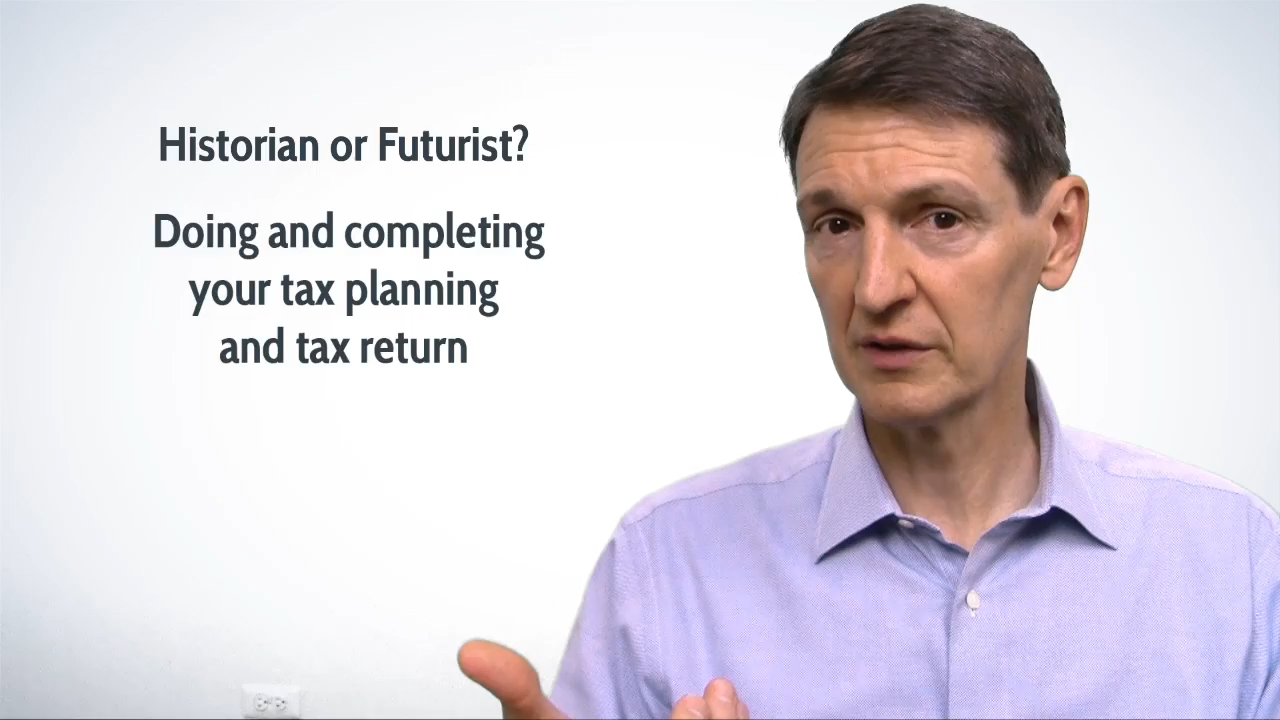 Historian or Futurist?
Doing and completing
your tax planning
and tax return